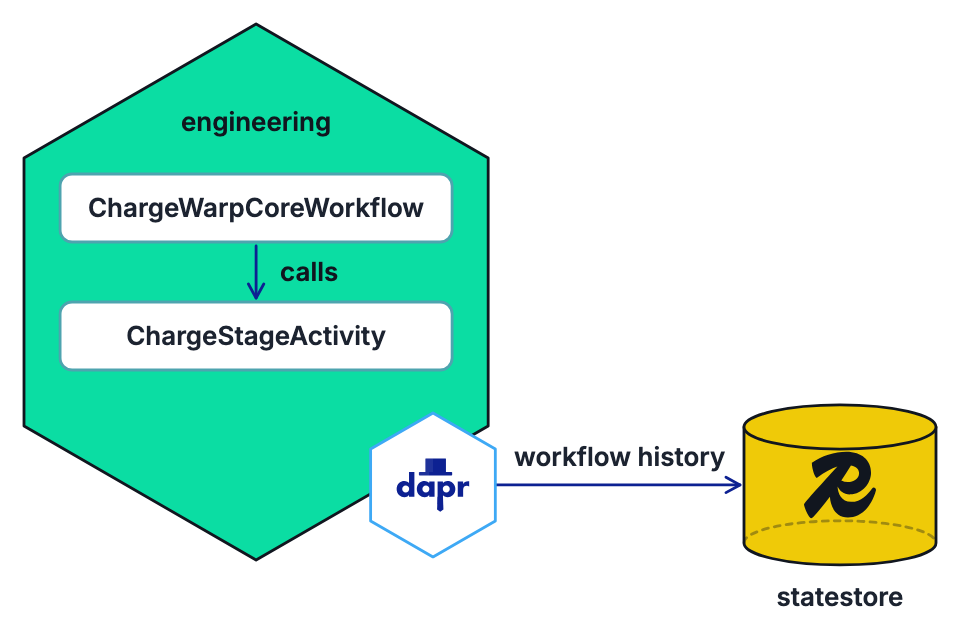 engineering
ChargeWarpCoreWorkflow
calls
ChargeStageActivity
dapr
workflow history
R
statestore